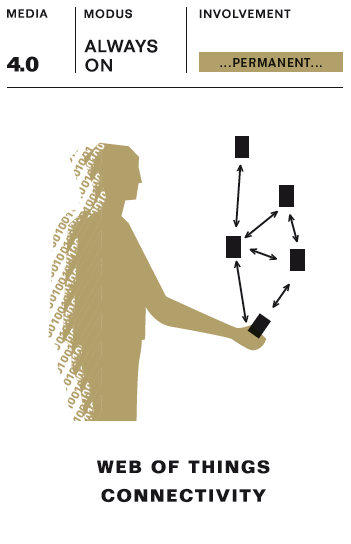 MEDIA
MODUS
INVOLVEMENT
4.0
ALWAYS
ON
...PERMANENT...
WEB OF THINGS
CONNECTIVITY